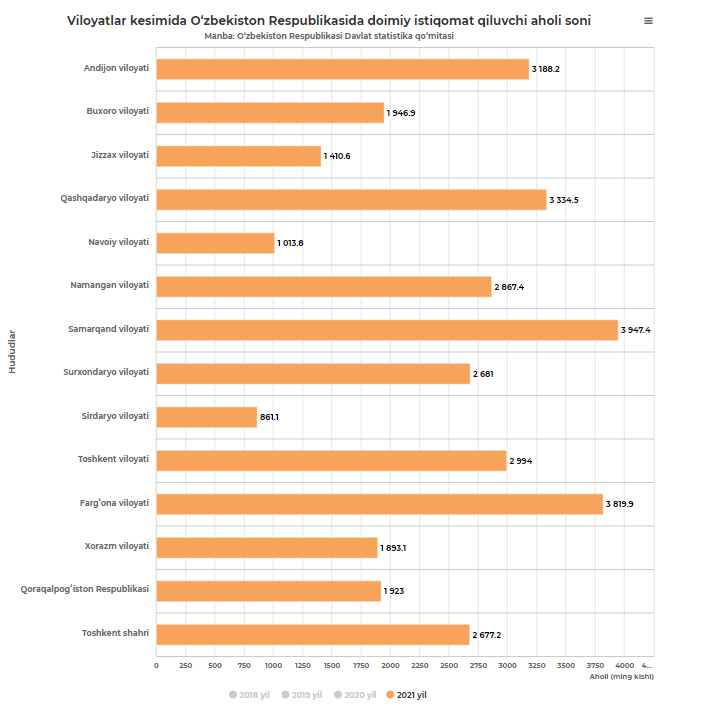 Viloyatlar kesimida O‘zbekiston Respublikasida doimiy istiqomat qiluvchi aholi soni
Manba: O‘zbekiston Respublikasi Davlat statistika qo‘mitasi
Hududlar
Andijon viloyati 3 188.2
Buxoro viloyati 1 946.9
Jizzax viloyati 1 410.6
Qashqadaryo viloyati 3 334.5
Navoiy viloyati 1 013.8
Namangan viloyati 2 867.4
Samarqand viloyati 3 947.4
Surxondaryo viloyati 2 681
Sirdaryo viloyati 861.1
Toshkent viloyati 2 994
Farg‘ona viloyati 3 819.9
Xorazm viloyati 1 893.1
Qoraqalpog‘iston Respublikasi 1 923
Toshkent shahri 2 677.2
0 250 500 750 1000 1250 1500 1750 2000 2250 2500 2750 3000 3250 3500 3750 4000 4...
Aholi (ming kishi)
2018 yil 2019 yil 2020 yil 2021 yil